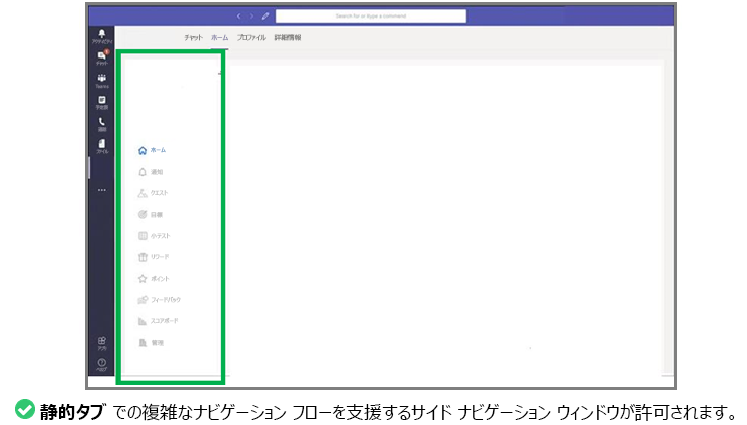 Search for or type a command
アクティビティ
チャット
Teams
予定表
通話
ファイル
アプリ
ヘルプ
チャット ホーム プロファイル 詳細情報
ホーム
通知
クエスト
目標
小テスト
リワード
ポイント
フィードバック
スコアボード
管理
静的タブ での複雑なナビゲーション フローを支援するサイド ナビゲーション ウィンドウが許可されます。